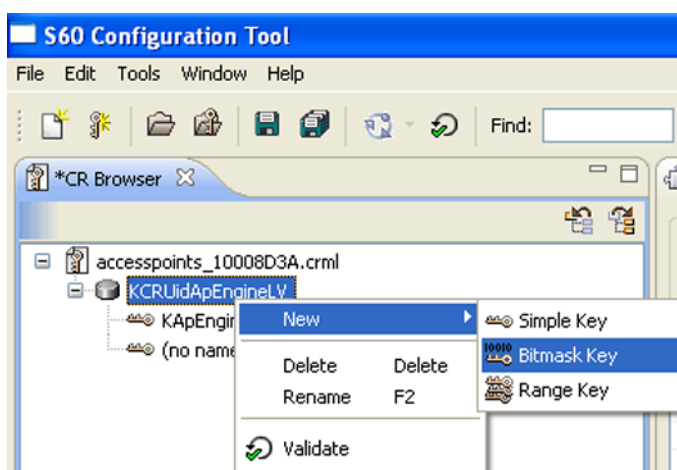 S60 Configuration Tool
File Edit Tools Window Help
Find:
*CR Browser
accesspoints_10008D3A.crml
KCRUidApEngineLV
KApEngin
(no name
New
Delete Delete
Rename F2
Validate
Simple Key
10010
Bitmask Key
Range Key